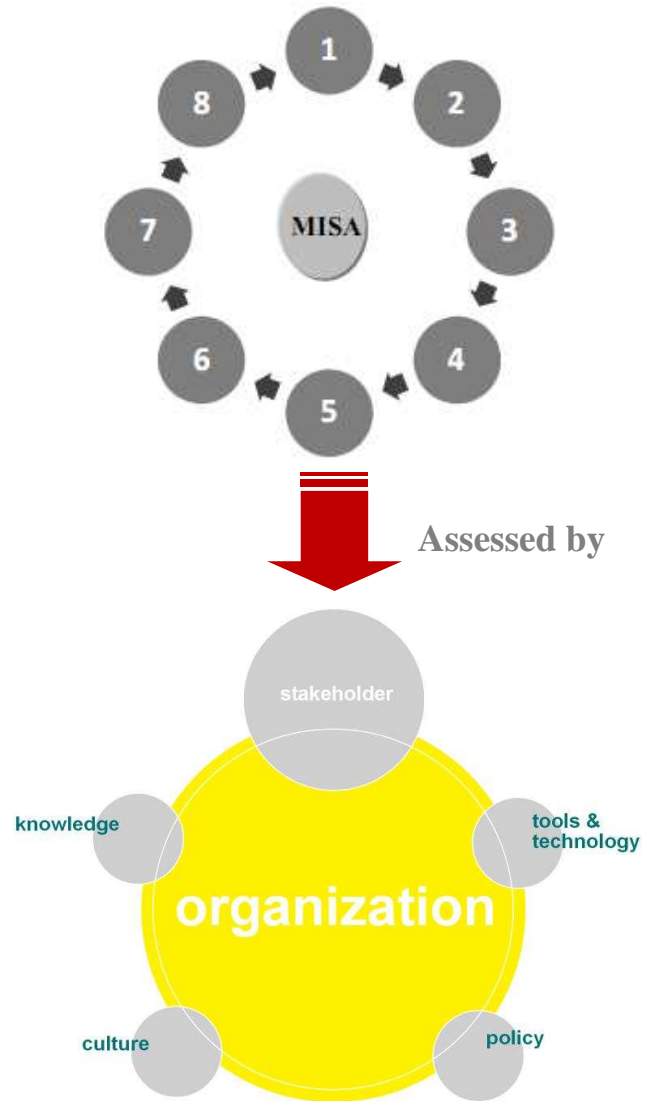 1
2
3
4
5
6
7
8
MISA
Assessed by
stakeholder
knowledge
tools &
technology
organization
culture
policy